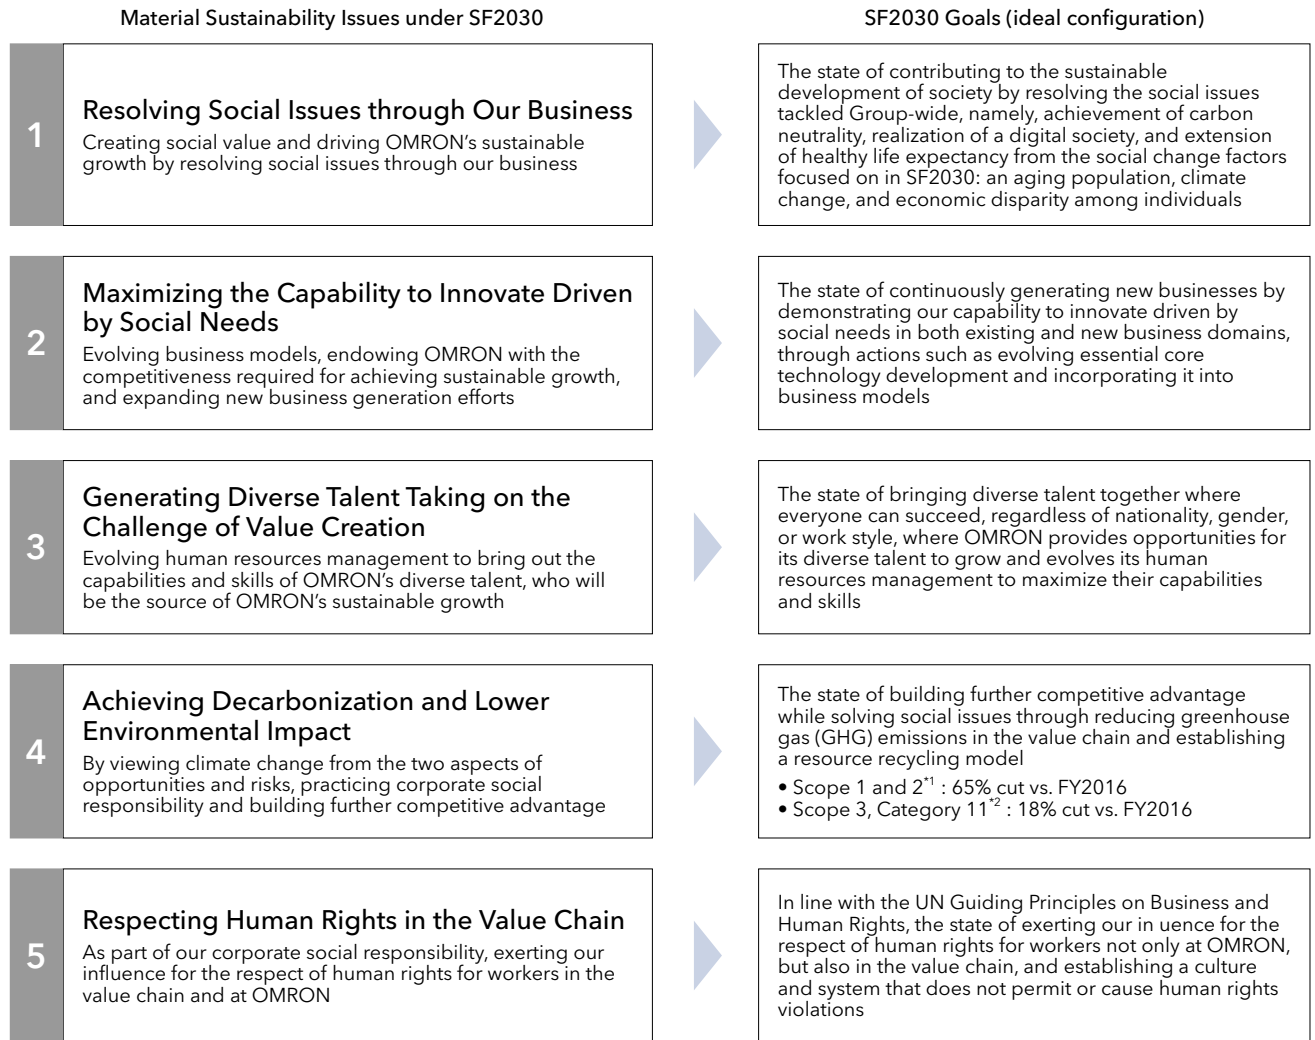 Material Sustainability Issues under SF2030
SF2030 Goals (ideal configuration)
1
Resolving Social Issues through Our Business
Creating social value and driving OMRON's sustainable
growth by resolving social issues through our business
The state of contributing to the sustainable
development of society by resolving the social issues
tackled Group-wide, namely, achievement of carbon
neutrality, realization of a digital society, and extension
of healthy life expectancy from the social change factors
focused on in SF2030: an aging population, climate
change, and economic disparity among individuals
2
Maximizing the Capability to Innovate Driven
by Social Needs
Evolving business models, endowing OMRON with the
competitiveness required for achieving sustainable growth,
and expanding new business generation efforts
The state of continuously generating new businesses by
demonstrating our capability to innovate driven by
social needs in both existing and new business domains,
through actions such as evolving essential core
technology development and incorporating it into
business models
3
Generating Diverse Talent Taking on the
Challenge of Value Creation
Evolving human resources management to bring out the
capabilities and skills of OMRON's diverse talent, who will
be the source of OMRON's sustainable growth
The state of bringing diverse talent together where
everyone can succeed, regardless of nationality, gender,
or work style, where OMRON provides opportunities for
its diverse talent to grow and evolves its human
resources management to maximize their capabilities
and skills
4
Achieving Decarbonization and Lower
Environmental Impact
By viewing climate change from the two aspects of
opportunities and risks, practicing corporate social
responsibility and building further competitive advantage
The state of building further competitive advantage
while solving social issues through reducing greenhouse
gas (GHG) emissions in the value chain and establishing
a resource recycling model
• Scope 1 and 2*1 : 65% cut vs. FY2016
• Scope 3, Category 11*2 : 18% cut vs. FY2016
5
Respecting Human Rights in the Value Chain
As part of our corporate social responsibility, exerting our
influence for the respect of human rights for workers in the
value chain and at OMRON
In line with the UN Guiding Principles on Business and
Human Rights, the state of exerting our in uence for the
respect of human rights for workers not only at OMRON,
but also in the value chain, and establishing a culture
and system that does not permit or cause human rights
violations